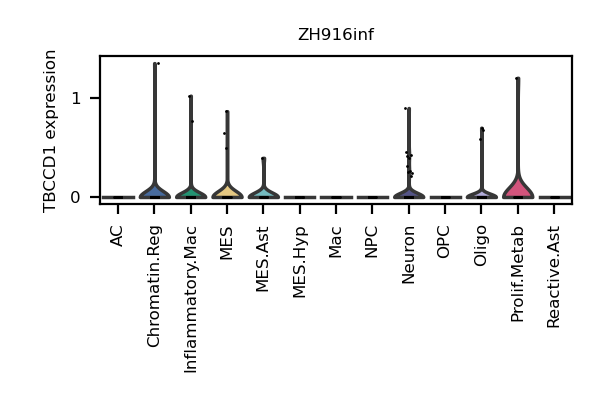 ZH916inf
TBCCD1 expression
1
0
AC
Chromatin.Reg
Inflammatory.Mac
MES
MES.Ast
MES.Hyp
Mac
NPC
Neuron
OPC
Oligo
Prolif.Metab
Reactive.Ast